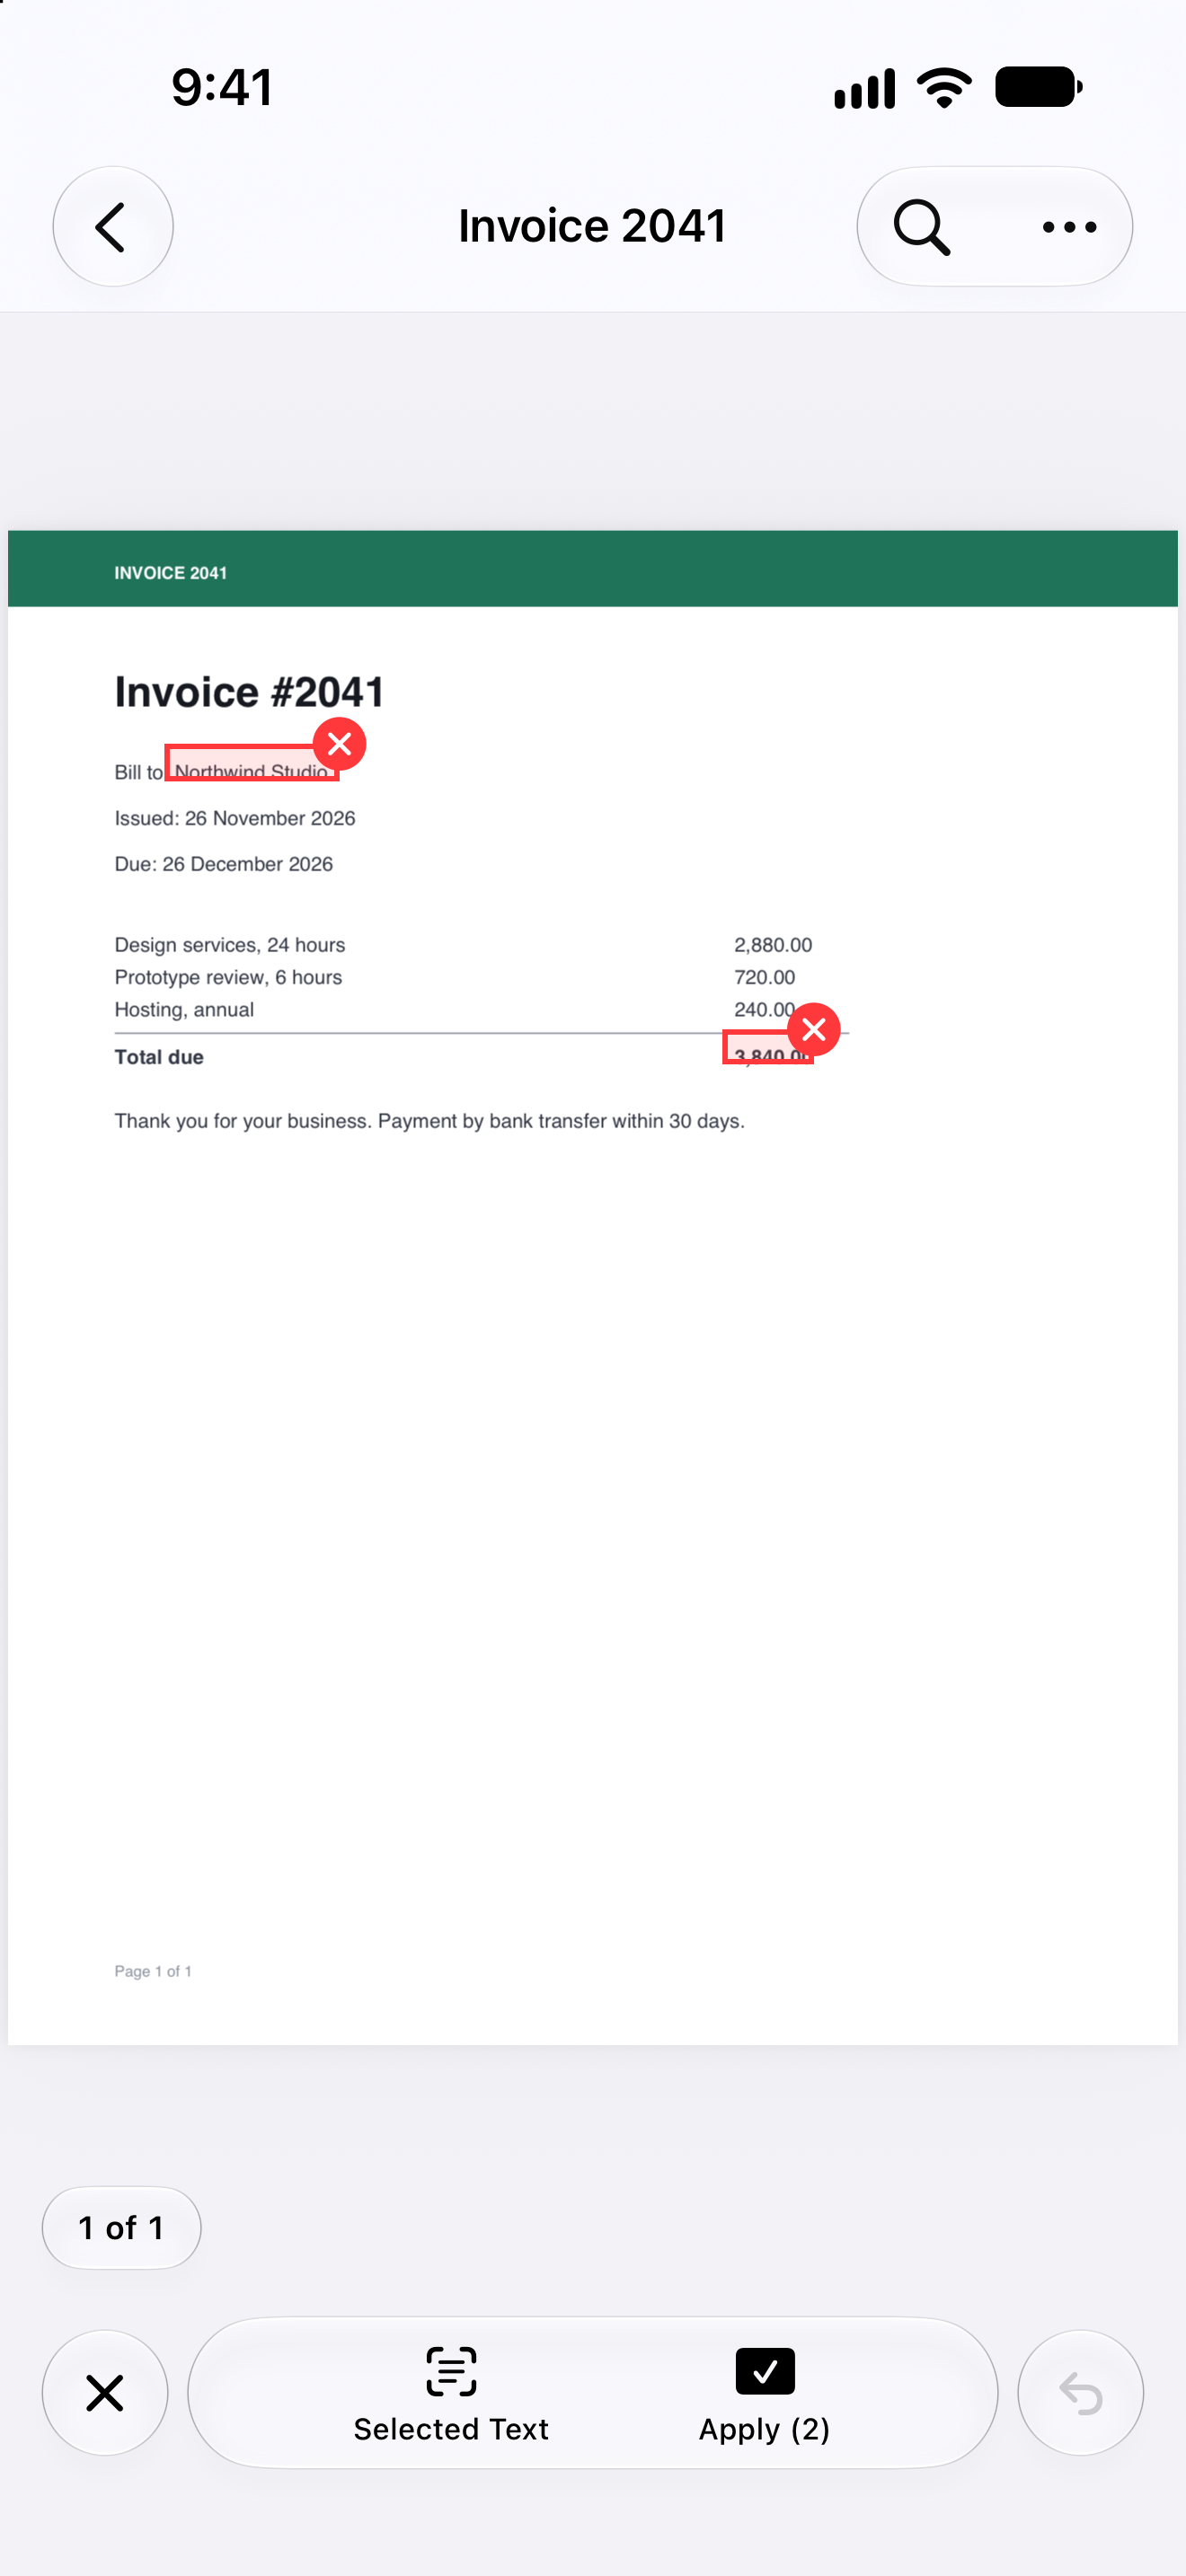 9:41
Invoice 2041
INVOICE 2041
Invoice #2041
Bill to: Northwind Studio
Issued: 26 November 2026
Due: 26 December 2026
Design services, 24 hours 2,880.00
Prototype review, 6 hours 720.00
Hosting, annual 240.00
Total due 3,840.00
Thank you for your business. Payment by bank transfer within 30 days.
Page 1 of 1
1 of 1
Selected Text Apply (2)